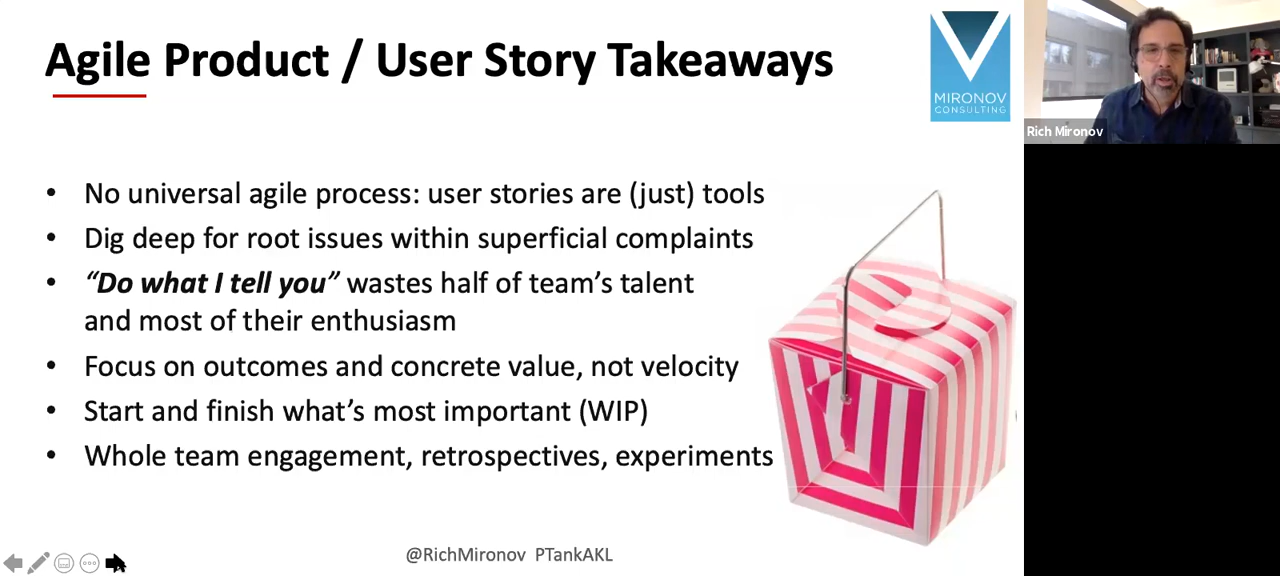 Agile Product / User Story Takeaways
MIRONOV
CONSULTING
Rich Mironov
• No universal agile process: user stories are (just) tools
• Dig deep for root issues within superficial complaints
• “Do what I tell you” wastes half of team’s talent
and most of their enthusiasm
• Focus on outcomes and concrete value, not velocity
• Start and finish what’s most important (WIP)
• Whole team engagement, retrospectives, experiments
@RichMironov PTankAKL